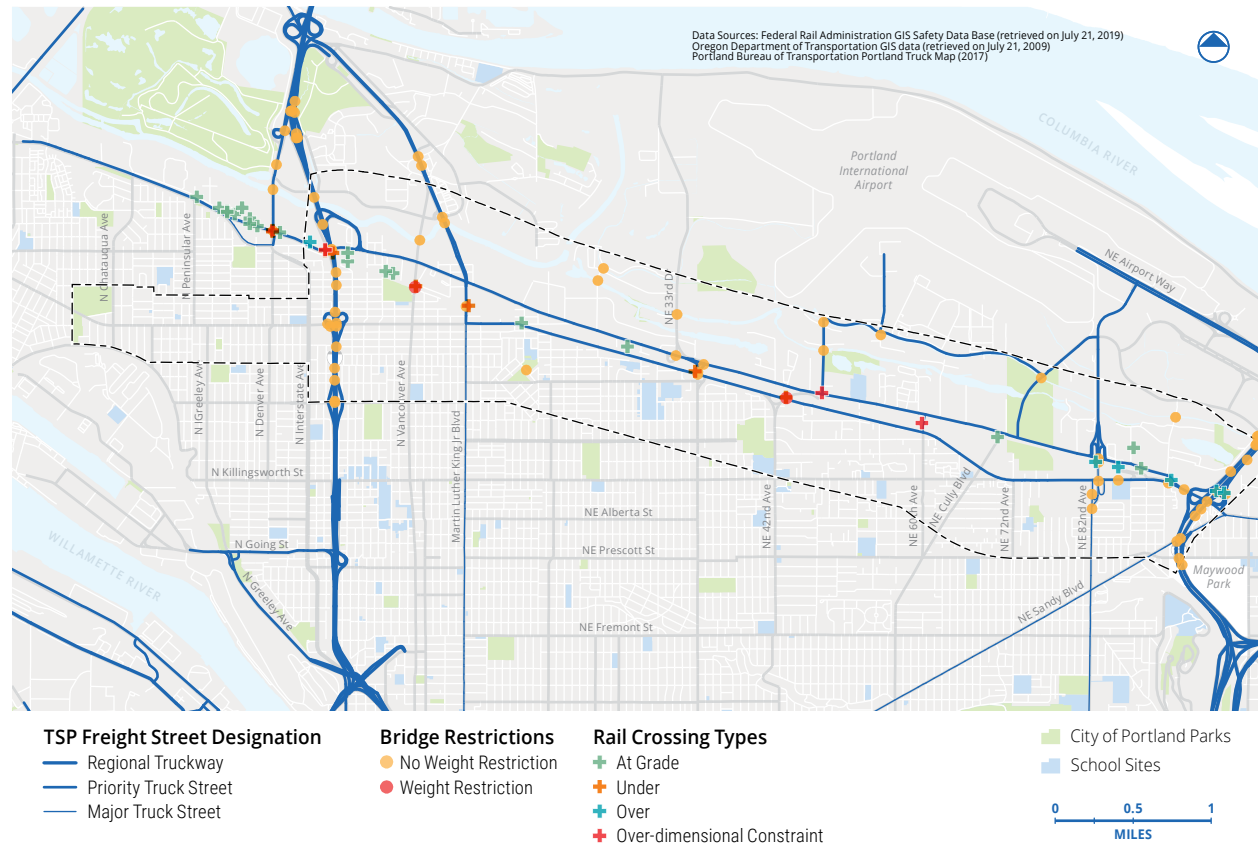 Data Sources: Federal Rail Administration GIS Safety Data Base (retrieved on July 21, 2019)
Oregon Department of Transportation GIS data (retrieved on July 21, 2009)
Portland Bureau of Transportation Portland Truck Map (2017)
COLUMBIA RIVER
Portland
International
Airport
NE Airport Way
N Chatauqua Ave
N Peninsular Ave
NE 33rd D
N Greeley Ave
N Denver Ave
N Interstate Ave
N Vancouver Ave
Martin Luther King Jr Blvd
N Killingsworth St
NE Alberta St
NE 42nd Ave
NE 60th Ave
NE Cully Blvd
NE 72nd Ave
NE 82nd Ave
N Going St
NE Prescott St
WILLAMETTE RIVER
N Greeley Ave
NE Sandy Blvd
Maywood
Park
NE Fremont St
TSP Freight Street Designation
Regional Truckway
Priority Truck Street
Major Truck Street
Bridge Restrictions
No Weight Restriction
Weight Restriction
Rail Crossing Types
At Grade
Under
Over
Over-dimensional Constraint
City of Portland Parks
School Sites
0 0.5 1
MILES